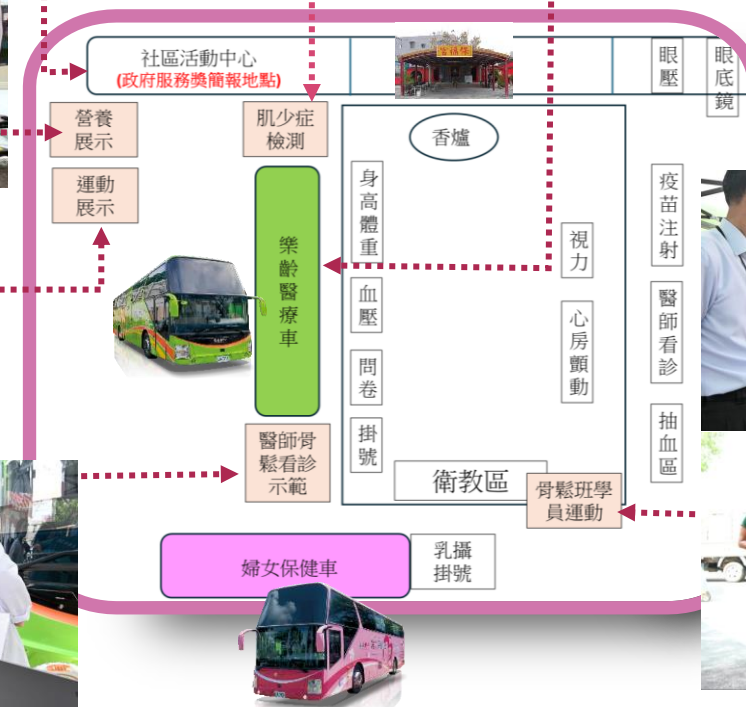 社區活動中心
(政府服務獎簡報地點)
眼壓
眼底鏡
營養
展示
肌少症
檢測
香爐
運動
展示
身高體重
疫苗注射
樂齡醫療車
視力
血壓
醫師看診
心房顫動
問卷
掛號
抽血區
醫師骨
鬆看診
示範
衛教區
骨鬆班學
員運動
婦女保健車
乳攝
掛號